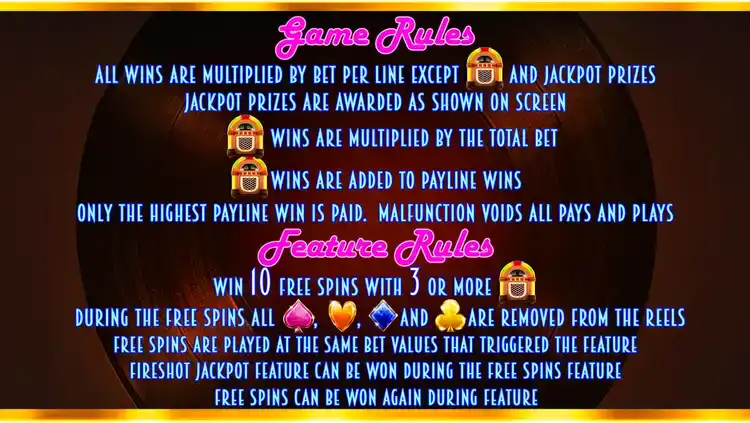 Game Rules
ALL WINS ARE MULTIPLIED BY BET PER LINE EXCEPT AND JACKPOT PRIZES
JACKPOT PRIZES ARE AWARDED AS SHOWN ON SCREEN
WINS ARE MULTIPLIED BY THE TOTAL BET
WINS ARE ADDED TO PAYLINE WINS
ONLY THE HIGHEST PAYLINE WIN IS PAID. MALFUNCTION VOIDS ALL PAYS AND PLAYS
Feature Rules
WIN 10 FREE SPINS WITH 3 OR MORE
DURING THE FREE SPINS ALL , , AND ARE REMOVED FROM THE REELS
FREE SPINS ARE PLAYED AT THE SAME BET VALUES THAT TRIGGERED THE FEATURE
FIRESHOT JACKPOT FEATURE CAN BE WON DURING THE FREE SPINS FEATURE
FREE SPINS CAN BE WON AGAIN DURING FEATURE